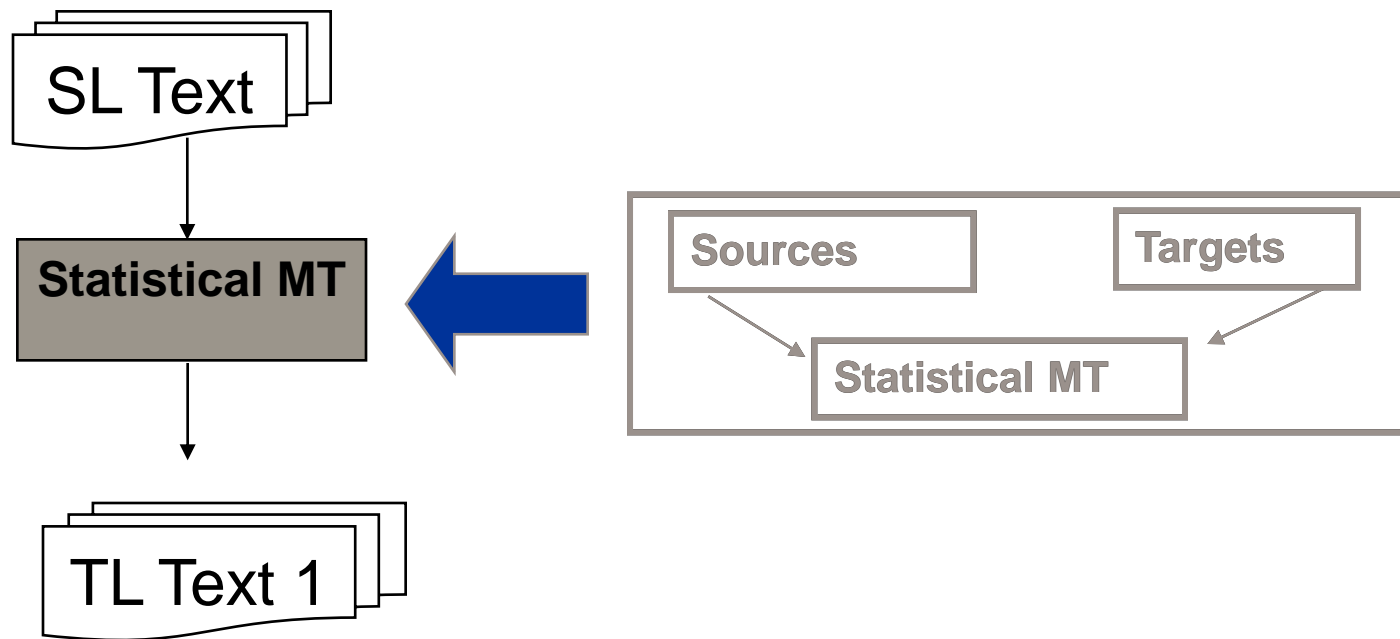 SL Text
Statistical MT
Sources
Targets
Statistical MT
TL Text 1